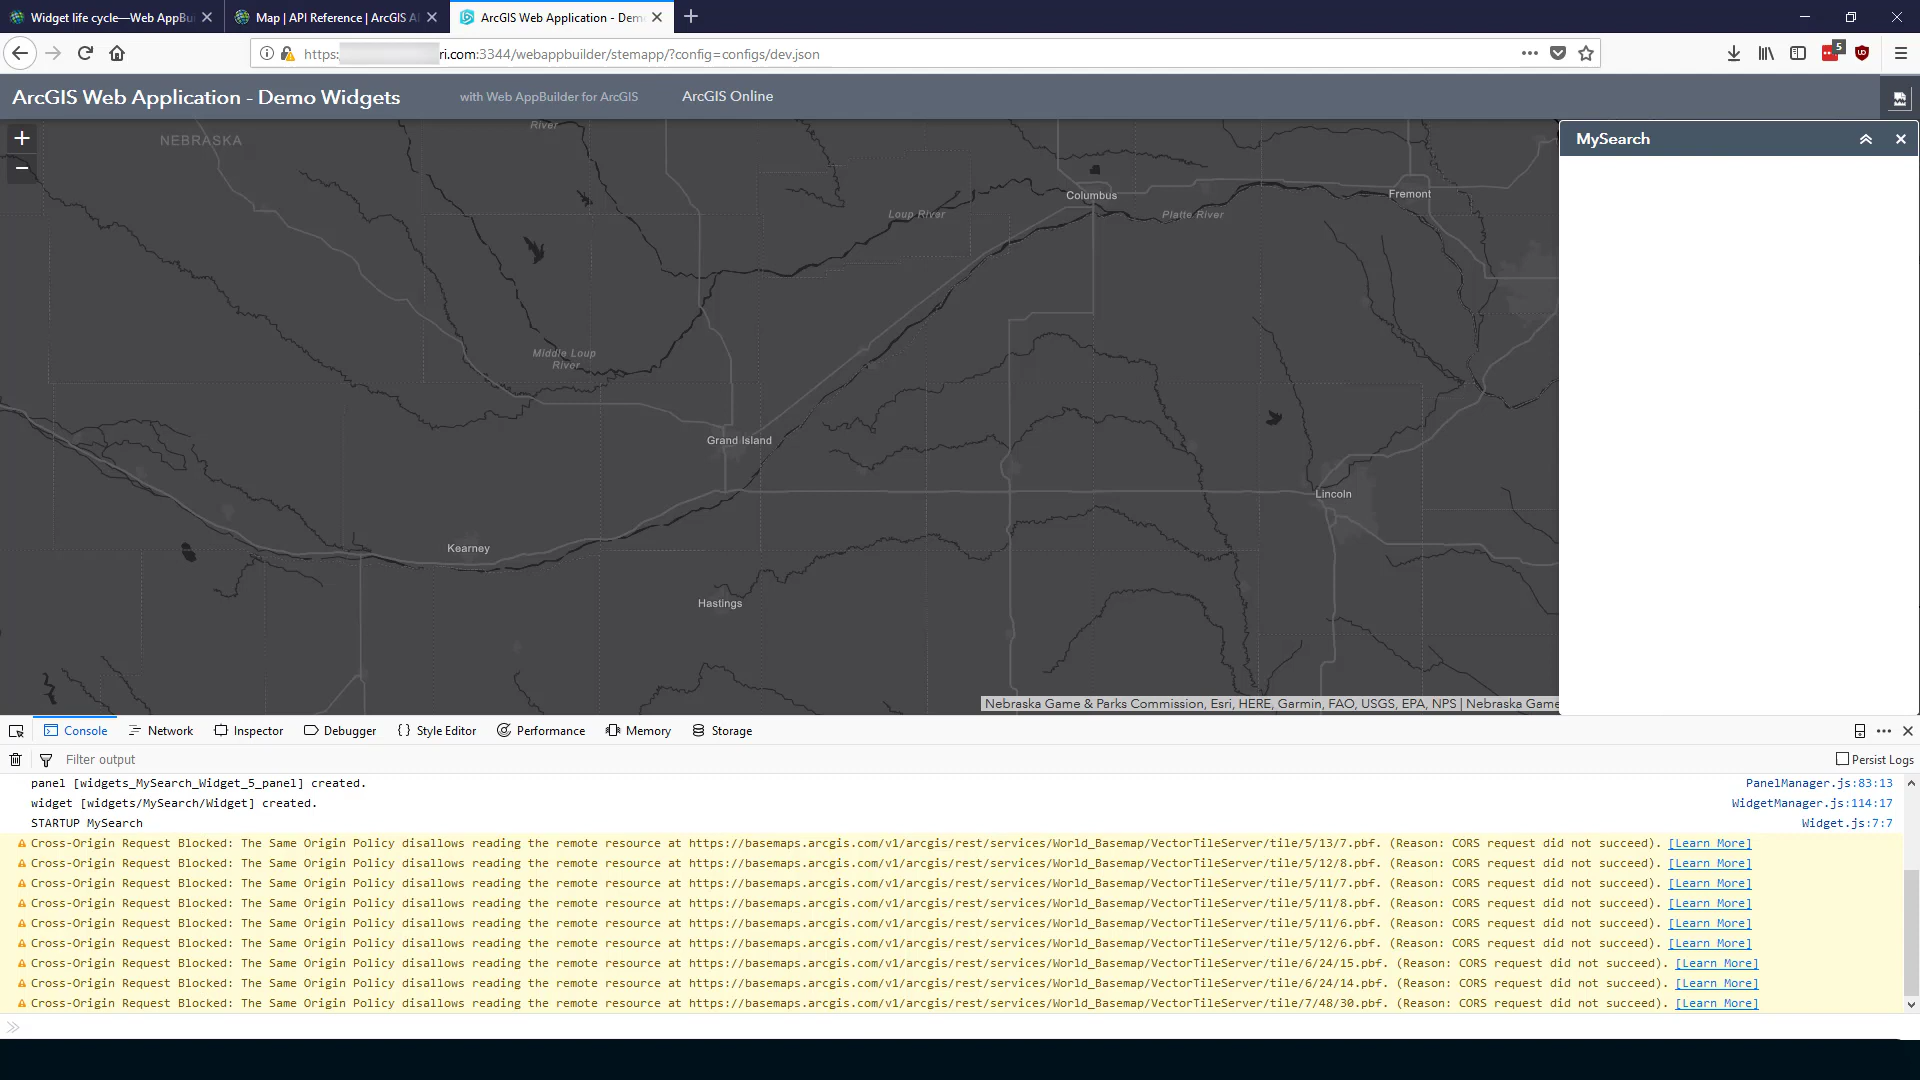 Widget life cycle—Web AppBu
Map | API Reference | ArcGIS A
ArcGIS Web Application - Dem
https:
ri.com:3344/webappbuilder/stemapp/?config=configs/dev.json
5
ArcGIS Web Application - Demo Widgets
with Web AppBuilder for ArcGIS
ArcGIS Online
+
−
NEBRASKA
River
MySearch
Columbus
Fremont
Loup River
Platte River
Middle Loup
River
Grand Island
Lincoln
Kearney
Hastings
Nebraska Game & Parks Commission, Esri, HERE, Garmin, FAO, USGS, EPA, NPS | Nebraska Game
Console
Network
Inspector
Debugger
{} Style Editor
Performance
Memory
Storage
Filter output
Persist Logs
panel [widgets_MySearch_Widget_5_panel] created. PanelManager.js:83:13
widget [widgets/MySearch/Widget] created. WidgetManager.js:114:17
STARTUP MySearch Widget.js:7:7
Cross-Origin Request Blocked: The Same Origin Policy disallows reading the remote resource at https://basemaps.arcgis.com/v1/arcgis/rest/services/World_Basemap/VectorTileServer/tile/5/13/7.pbf. (Reason: CORS request did not succeed). [Learn More]
Cross-Origin Request Blocked: The Same Origin Policy disallows reading the remote resource at https://basemaps.arcgis.com/v1/arcgis/rest/services/World_Basemap/VectorTileServer/tile/5/12/8.pbf. (Reason: CORS request did not succeed). [Learn More]
Cross-Origin Request Blocked: The Same Origin Policy disallows reading the remote resource at https://basemaps.arcgis.com/v1/arcgis/rest/services/World_Basemap/VectorTileServer/tile/5/11/7.pbf. (Reason: CORS request did not succeed). [Learn More]
Cross-Origin Request Blocked: The Same Origin Policy disallows reading the remote resource at https://basemaps.arcgis.com/v1/arcgis/rest/services/World_Basemap/VectorTileServer/tile/5/11/8.pbf. (Reason: CORS request did not succeed). [Learn More]
Cross-Origin Request Blocked: The Same Origin Policy disallows reading the remote resource at https://basemaps.arcgis.com/v1/arcgis/rest/services/World_Basemap/VectorTileServer/tile/5/11/6.pbf. (Reason: CORS request did not succeed). [Learn More]
Cross-Origin Request Blocked: The Same Origin Policy disallows reading the remote resource at https://basemaps.arcgis.com/v1/arcgis/rest/services/World_Basemap/VectorTileServer/tile/5/12/6.pbf. (Reason: CORS request did not succeed). [Learn More]
Cross-Origin Request Blocked: The Same Origin Policy disallows reading the remote resource at https://basemaps.arcgis.com/v1/arcgis/rest/services/World_Basemap/VectorTileServer/tile/6/24/15.pbf. (Reason: CORS request did not succeed). [Learn More]
Cross-Origin Request Blocked: The Same Origin Policy disallows reading the remote resource at https://basemaps.arcgis.com/v1/arcgis/rest/services/World_Basemap/VectorTileServer/tile/6/24/14.pbf. (Reason: CORS request did not succeed). [Learn More]
Cross-Origin Request Blocked: The Same Origin Policy disallows reading the remote resource at https://basemaps.arcgis.com/v1/arcgis/rest/services/World_Basemap/VectorTileServer/tile/7/48/30.pbf. (Reason: CORS request did not succeed). [Learn More]